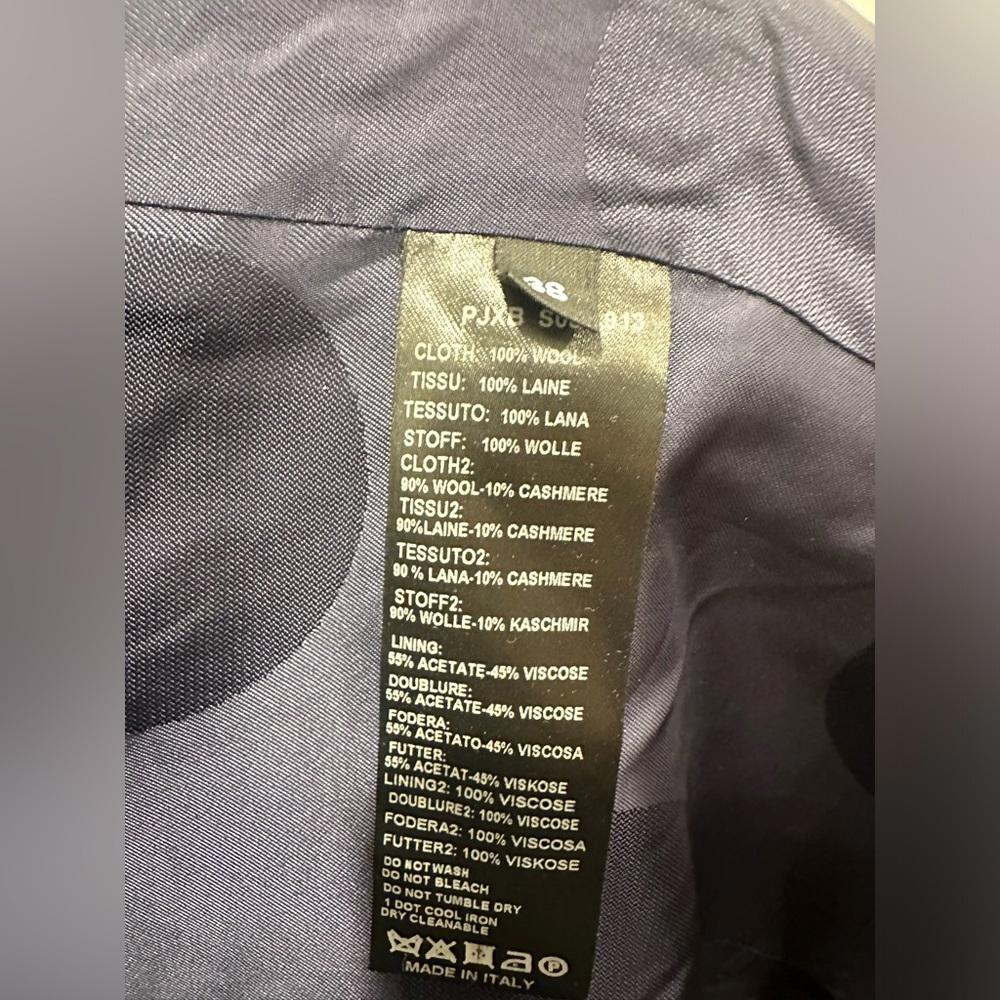 38
PJXB
CLOTH: 100% WOOL
TISSU: 100% LAINE
TESSUTO: 100% LANA
STOFF: 100% WOLLE
CLOTH2:
90% WOOL-10% CASHMERE
TISSU2:
90%LAINE-10% CASHMERE
TESSUTO2:
90 % LANA-10% CASHMERE
STOFF2:
90% WOLLE-10% KASCHMIR
LINING:
55% ACETATE-45% VISCOSE
DOUBLURE:
55% ACETATE-45% VISCOSE
FODERA:
55% ACETATO-45% VISCOSA
FUTTER:
55% ACETAT-45% VISKOSE
LINING2: 100% VISCOSE
DOUBLURE2: 100% VISCOSE
FODERA2: 100% VISCOSA
FUTTER2: 100% VISKOSE
DO NOT WASH
DO NOT BLEACH
DO NOT TUMBLE DRY
1 DOT COOL IRON
DRY CLEANABLE
P
MADE IN ITALY